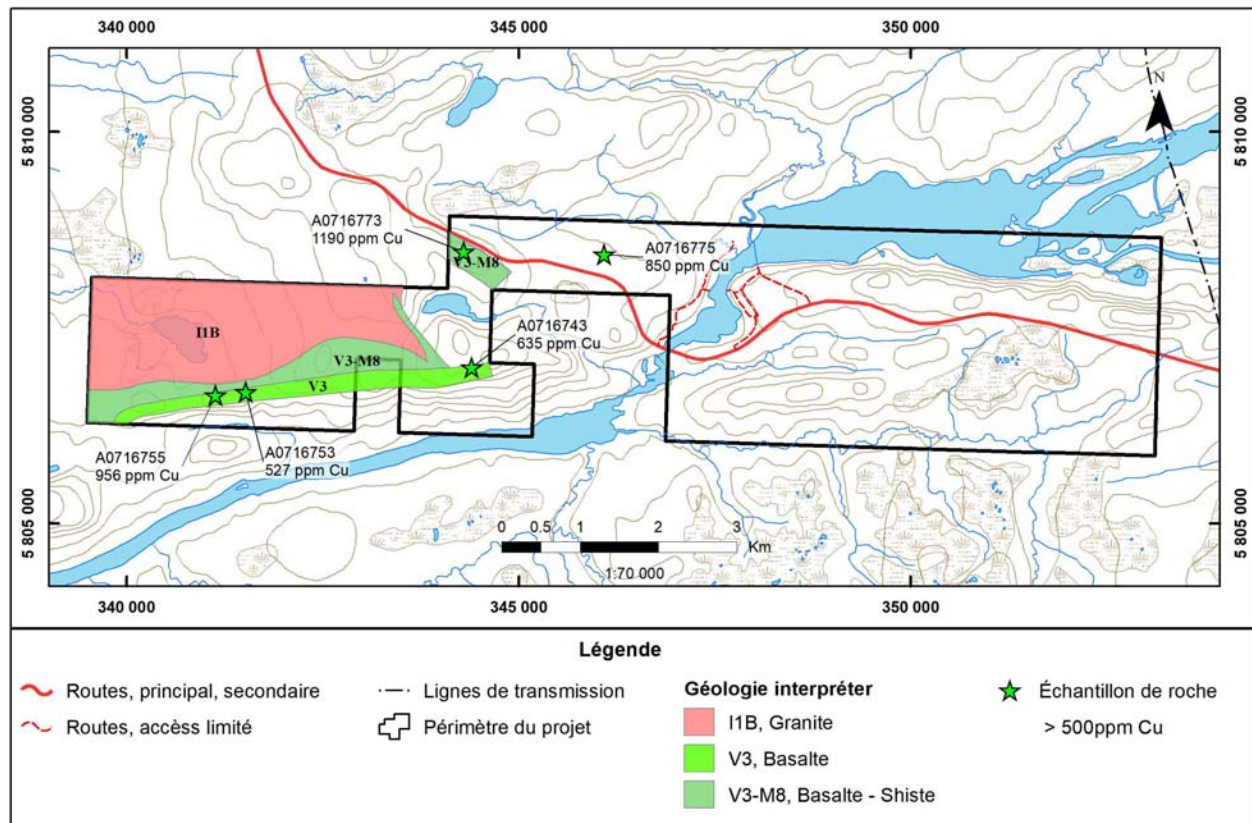 340 000
345 000
350 000
5 810 000
5 810 000
N
A0716773
1190 ppm Cu
V3-M8
A0716775
850 ppm Cu
I1B
A0716743
635 ppm Cu
V3-M8
V3
A0716755
956 ppm Cu
A0716753
527 ppm Cu
5 805 000
5 805 000
0 0.5 1 2 3
Km
1:70 000
340 000
345 000
350 000
Légende
Routes, principal, secondaire
Routes, accèss limité
Lignes de transmission
Périmètre du projet
Géologie interpréter
I1B, Granite
V3, Basalte
V3-M8, Basalte - Shiste
Échantillon de roche
> 500ppm Cu